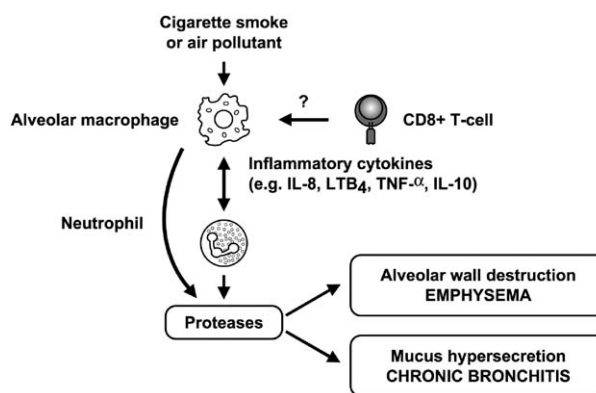 Cigarette smoke
or air pollutant
?
Alveolar macrophage
CD8+ T-cell
Inflammatory cytokines
(e.g. IL-8, LTB4, TNF-α, IL-10)
Neutrophil
Alveolar wall destruction
EMPHYSEMA
Proteases
Mucus hypersecretion
CHRONIC BRONCHITIS